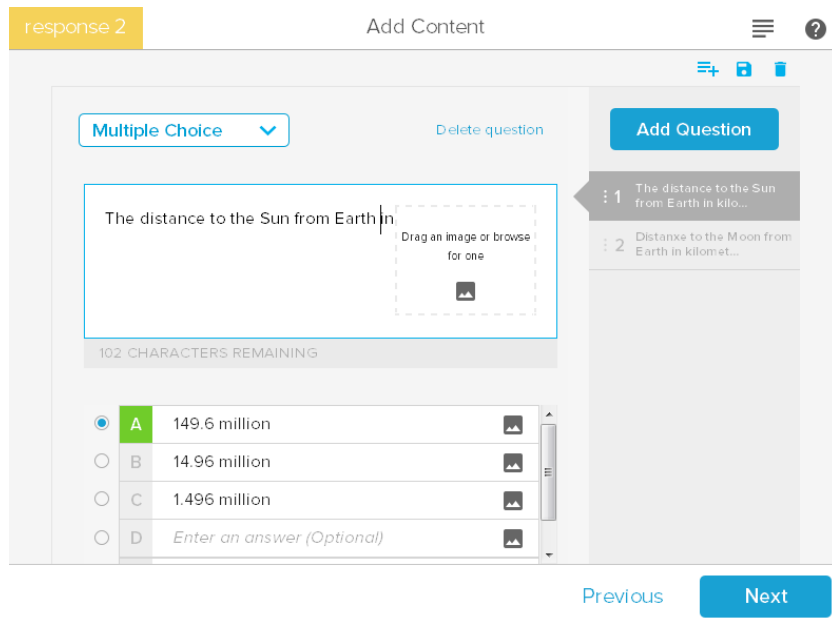 response 2
Add Content
Multiple Choice
Delete question
Add Question
The distance to the Sun from Earth in
Drag an image or browse
for one
102 CHARACTERS REMAINING
1 The distance to the Sun
from Earth in kilo...
2 Distanxe to the Moon from
Earth in kilomet...
A 149.6 million
B 14.96 million
C 1.496 million
D Enter an answer (Optional)
Previous
Next